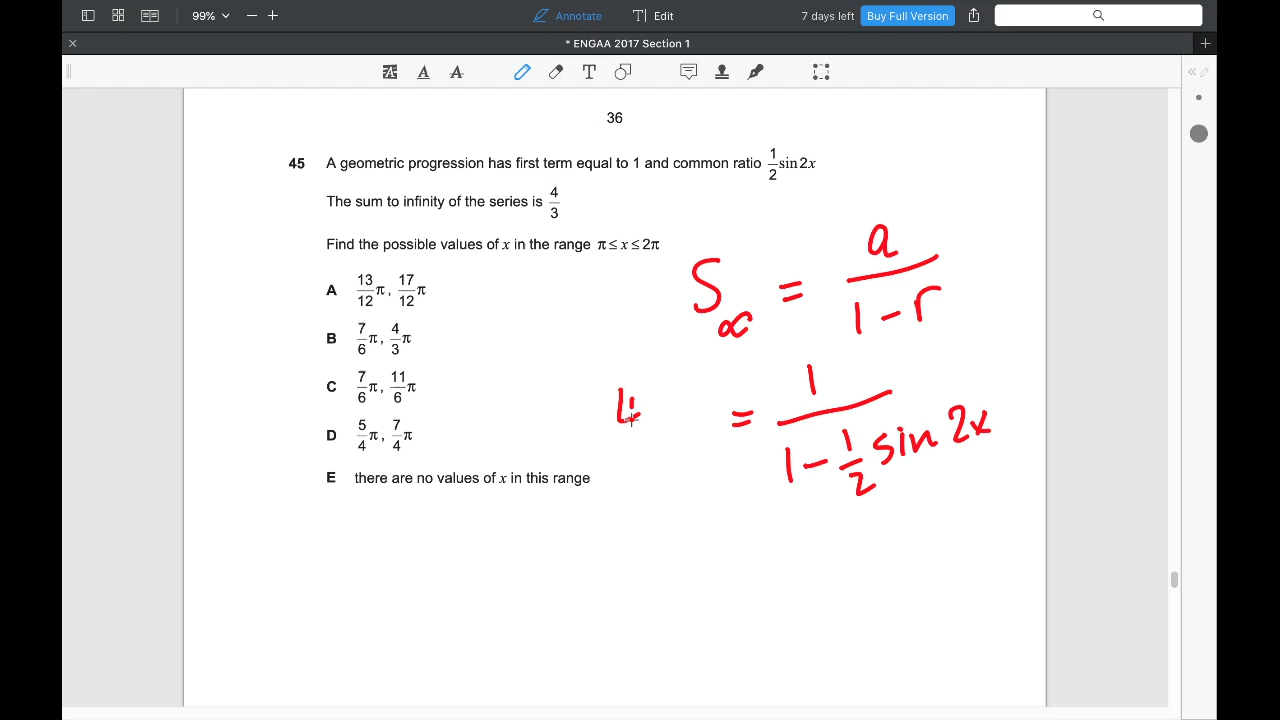 99%
Annotate
Edit
7 days left
Buy Full Version
* ENGAA 2017 Section 1
36
45 A geometric progression has first term equal to 1 and common ratio 1/2 sin 2x
The sum to infinity of the series is 4/3
Find the possible values of x in the range π ≤ x ≤ 2π
A 13/12 π, 17/12 π
B 7/6 π, 4/3 π
C 7/6 π, 11/6 π
D 5/4 π, 7/4 π
E there are no values of x in this range
S∞ = a/(1 - r)
4 = 1/(1 - 1/2 sin 2x)